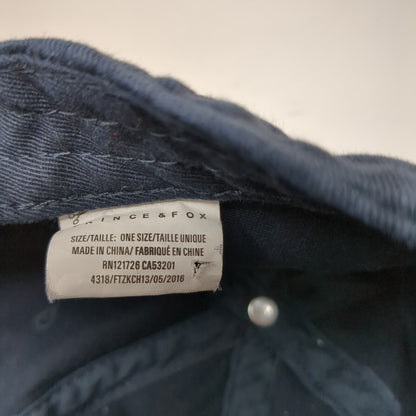 PRINCE & FOX
SIZE/TAILLE: ONE SIZE/TAILLE UNIQUE
MADE IN CHINA/ FABRIQUÉ EN CHINE
RN121726 CA53201
4318/FTZKCH13/05/2016